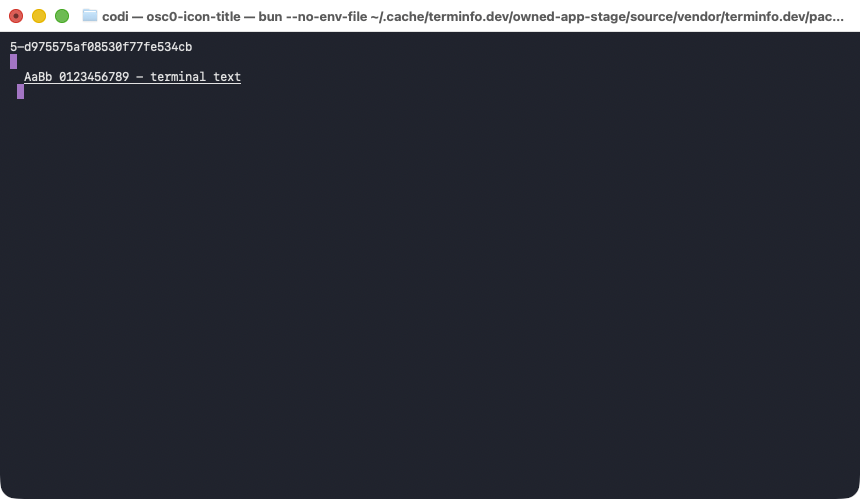 codi — osc0-icon-title — bun --no-env-file ~/.cache/terminfo.dev/owned-app-stage/source/vendor/terminfo.dev/pac...
5-d975575af08530f77fe534cb
AaBb 0123456789 — terminal text